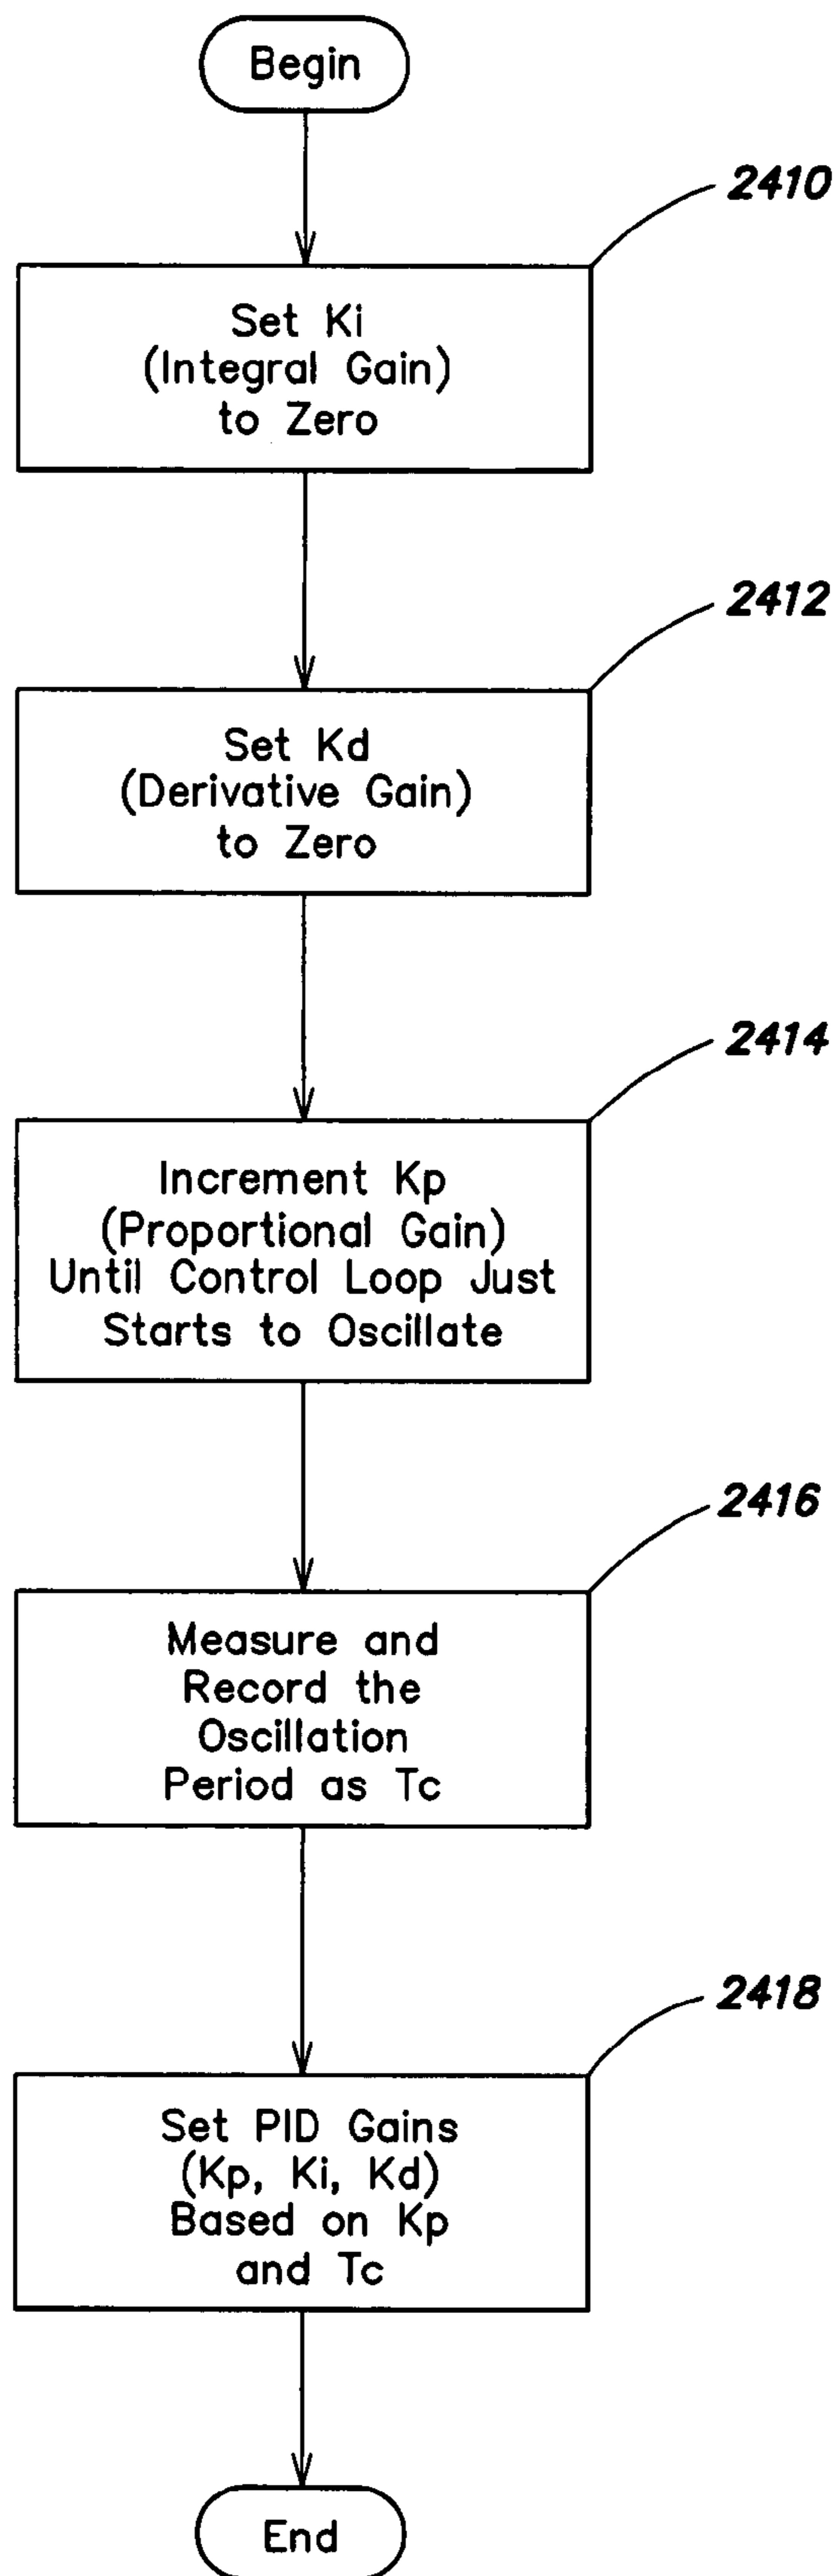 Begin
2410
Set Ki
(Integral Gain)
to Zero
2412
Set Kd
(Derivative Gain)
to Zero
2414
Increment Kp
(Proportional Gain)
Until Control Loop Just
Starts to Oscillate
2416
Measure and
Record the
Oscillation
Period as Tc
2418
Set PID Gains
(Kp, Ki, Kd)
Based on Kp
and Tc
End